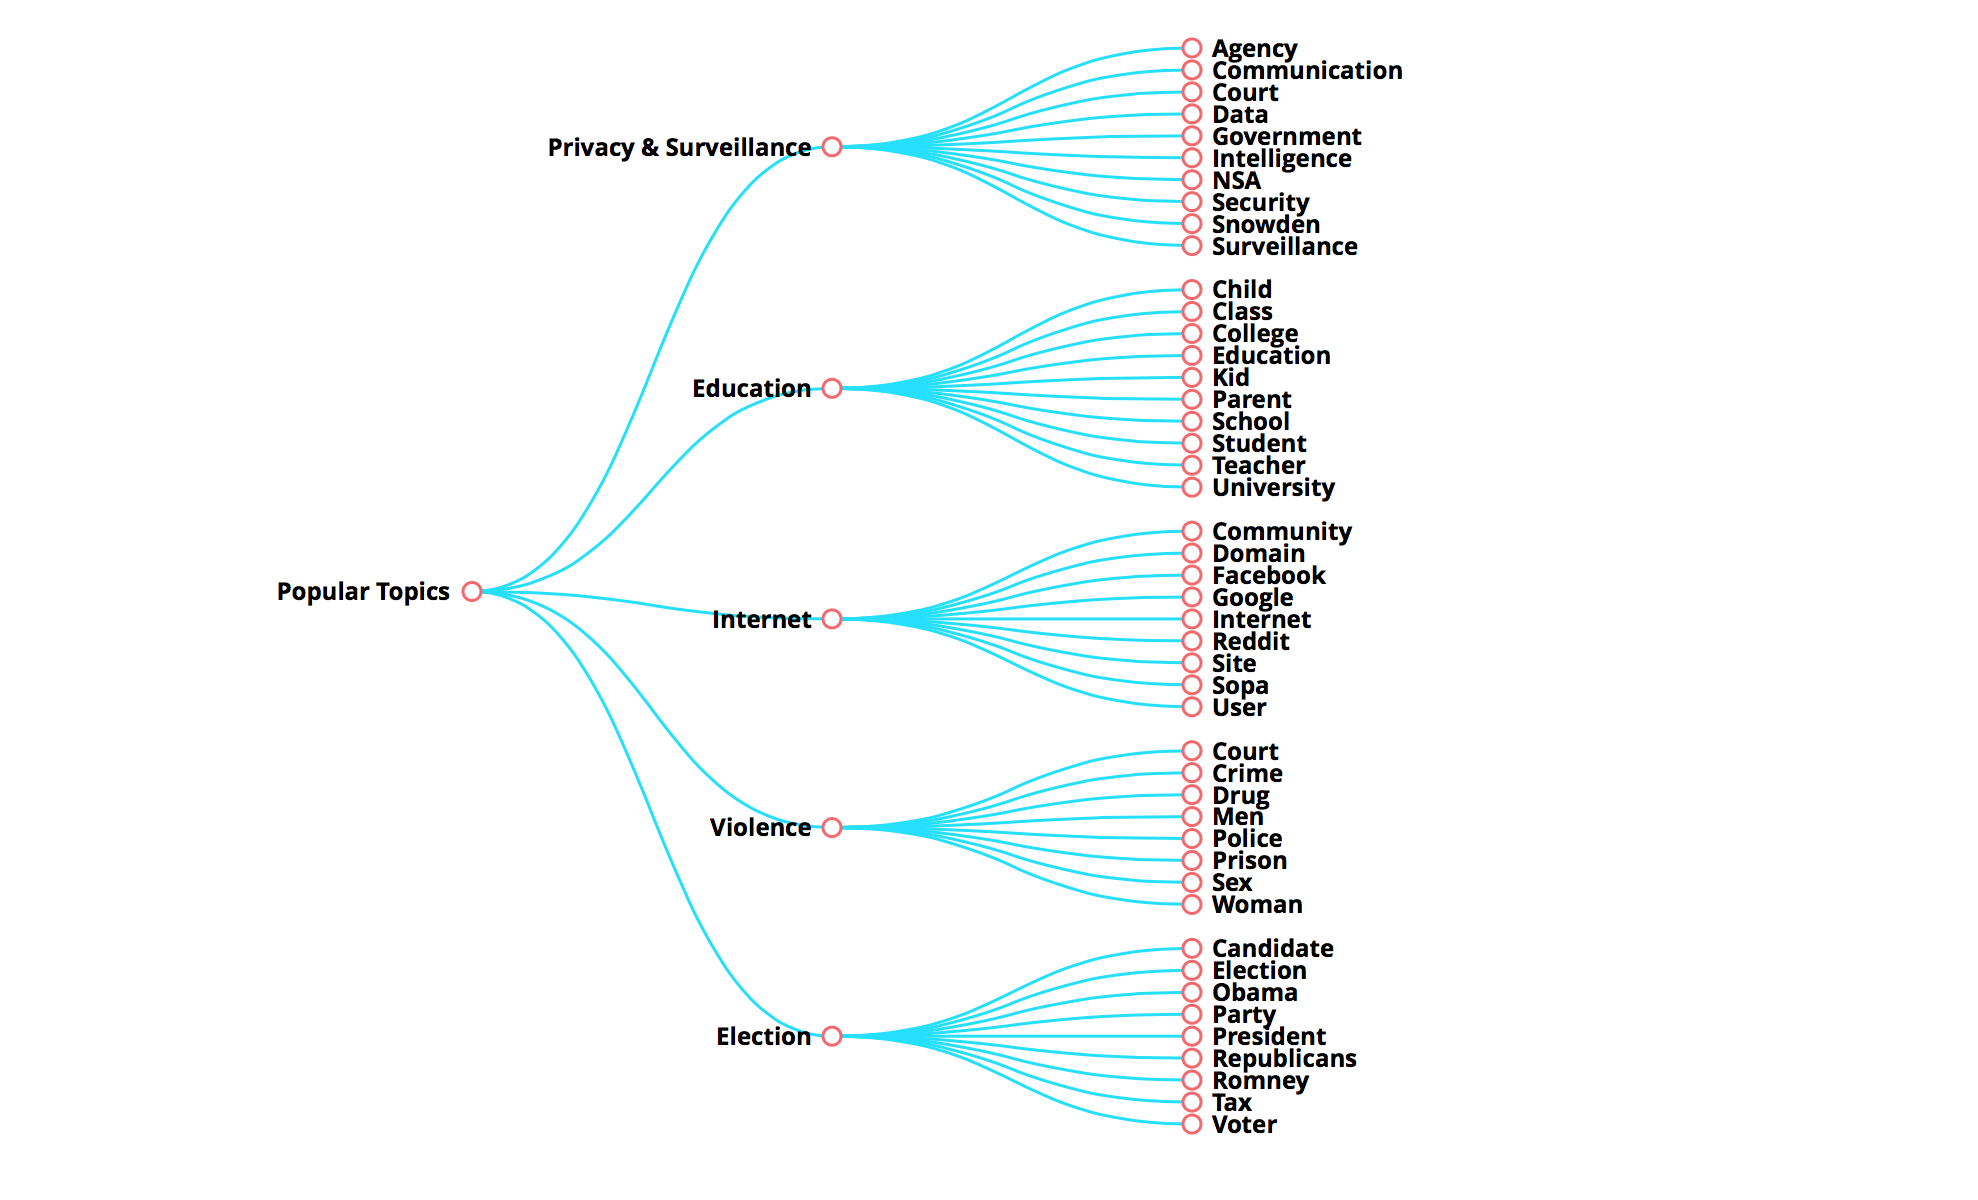 Popular Topics
Privacy & Surveillance
Agency
Communication
Court
Data
Government
Intelligence
NSA
Security
Snowden
Surveillance
Education
Child
Class
College
Education
Kid
Parent
School
Student
Teacher
University
Internet
Community
Domain
Facebook
Google
Internet
Reddit
Site
Sopa
User
Violence
Court
Crime
Drug
Men
Police
Prison
Sex
Woman
Election
Candidate
Election
Obama
Party
President
Republicans
Romney
Tax
Voter